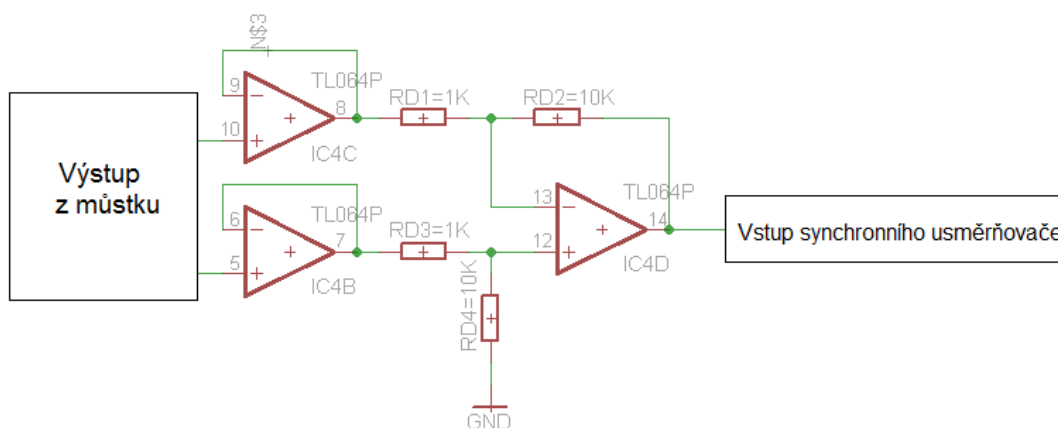 N$3
TL064P
9
8
10
IC4C
RD1=1K
RD2=10K
Výstup
z můstku
TL064P
6
7
5
IC4B
RD3=1K
RD4=10K
GND
TL064P
13
14
12
IC4D
Vstup synchronního usměrňovače